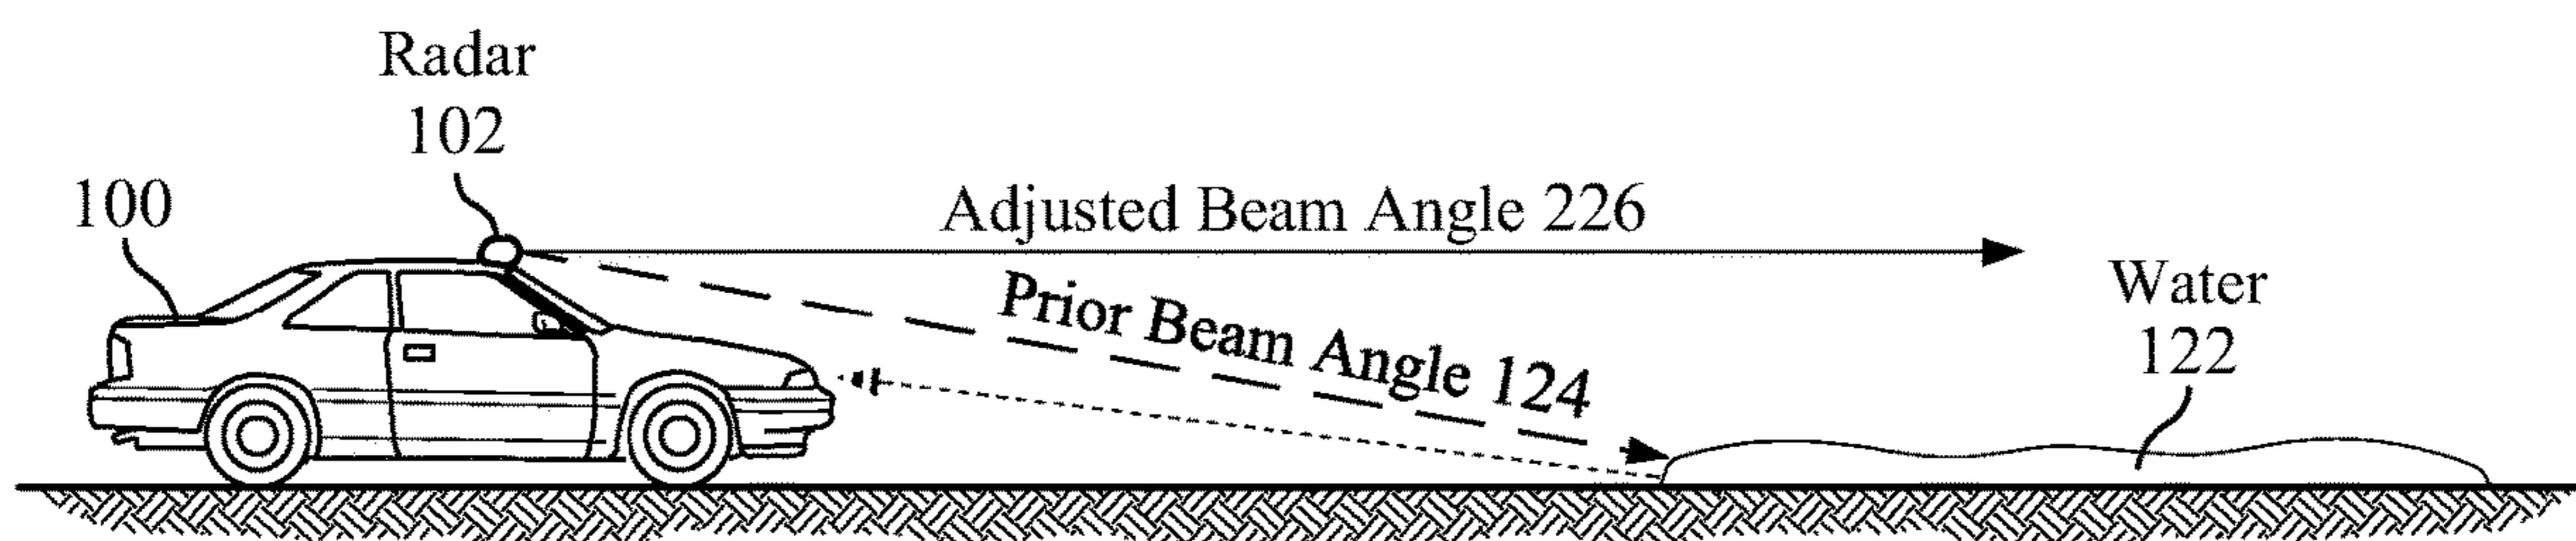 Radar
102
100
Adjusted Beam Angle 226
Prior Beam Angle 124
Water
122